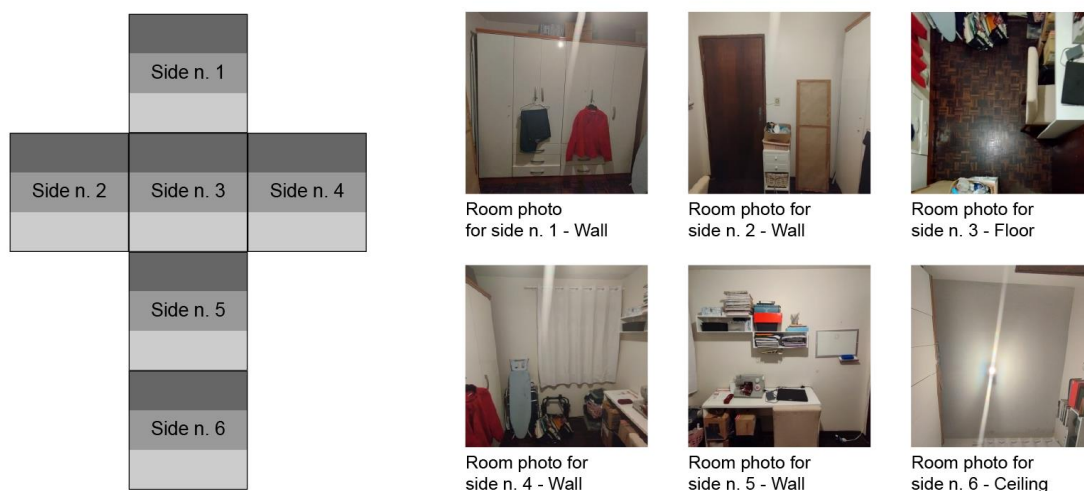 Side n. 1
Side n. 2
Side n. 3
Side n. 4
Side n. 5
Side n. 6
Room photo
for side n. 1 - Wall
Room photo for
side n. 2 - Wall
Room photo for
side n. 3 - Floor
Room photo for
side n. 4 - Wall
Room photo for
side n. 5 - Wall
Room photo for
side n. 6 - Ceiling